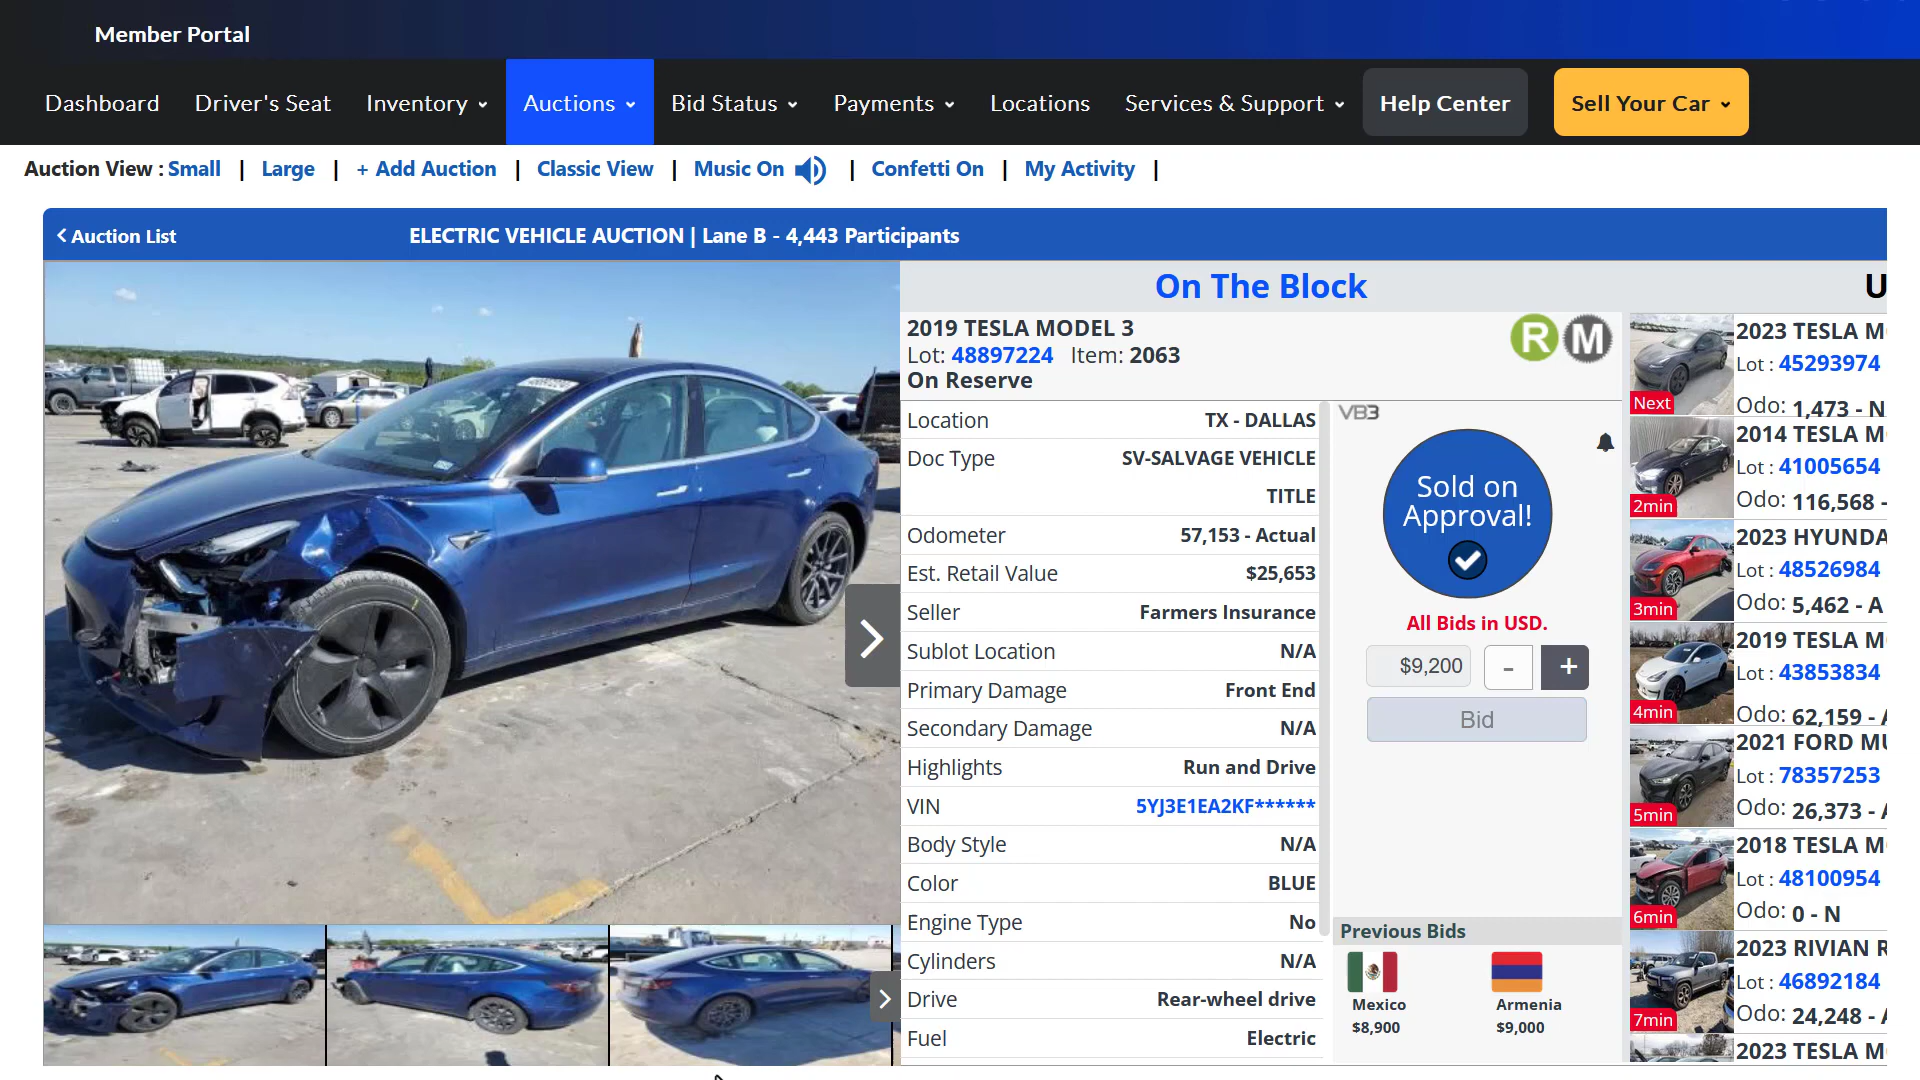 Member Portal
Dashboard Driver's Seat Inventory Auctions Bid Status Payments Locations Services & Support Help Center Sell Your Car
Auction View : Small | Large | + Add Auction | Classic View | Music On | Confetti On | My Activity |
Auction List
ELECTRIC VEHICLE AUCTION | Lane B - 4,443 Participants
On The Block
2019 TESLA MODEL 3
Lot: 48897224 Item: 2063
On Reserve
R M
Location TX - DALLAS
Doc Type SV-SALVAGE VEHICLE
TITLE
Odometer 57,153 - Actual
Est. Retail Value $25,653
Seller Farmers Insurance
Sublot Location N/A
Primary Damage Front End
Secondary Damage N/A
Highlights Run and Drive
VIN 5YJ3E1EA2KF******
Body Style N/A
Color BLUE
Engine Type No
Cylinders N/A
Drive Rear-wheel drive
Fuel Electric
VB3
Sold on
Approval!
All Bids in USD.
$9,200 - +
Bid
Previous Bids
Mexico
$8,900
Armenia
$9,000
U
2023 TESLA M
Lot : 45293974
Odo: 1,473 - N
Next
2014 TESLA M
Lot : 41005654
Odo: 116,568 -
2min
2023 HYUNDA
Lot : 48526984
Odo: 5,462 - A
3min
2019 TESLA M
Lot : 43853834
Odo: 62,159 - A
4min
2021 FORD MU
Lot : 78357253
Odo: 26,373 - A
5min
2018 TESLA M
Lot : 48100954
Odo: 0 - N
6min
2023 RIVIAN R
Lot : 46892184
Odo: 24,248 - A
7min
2023 TESLA M